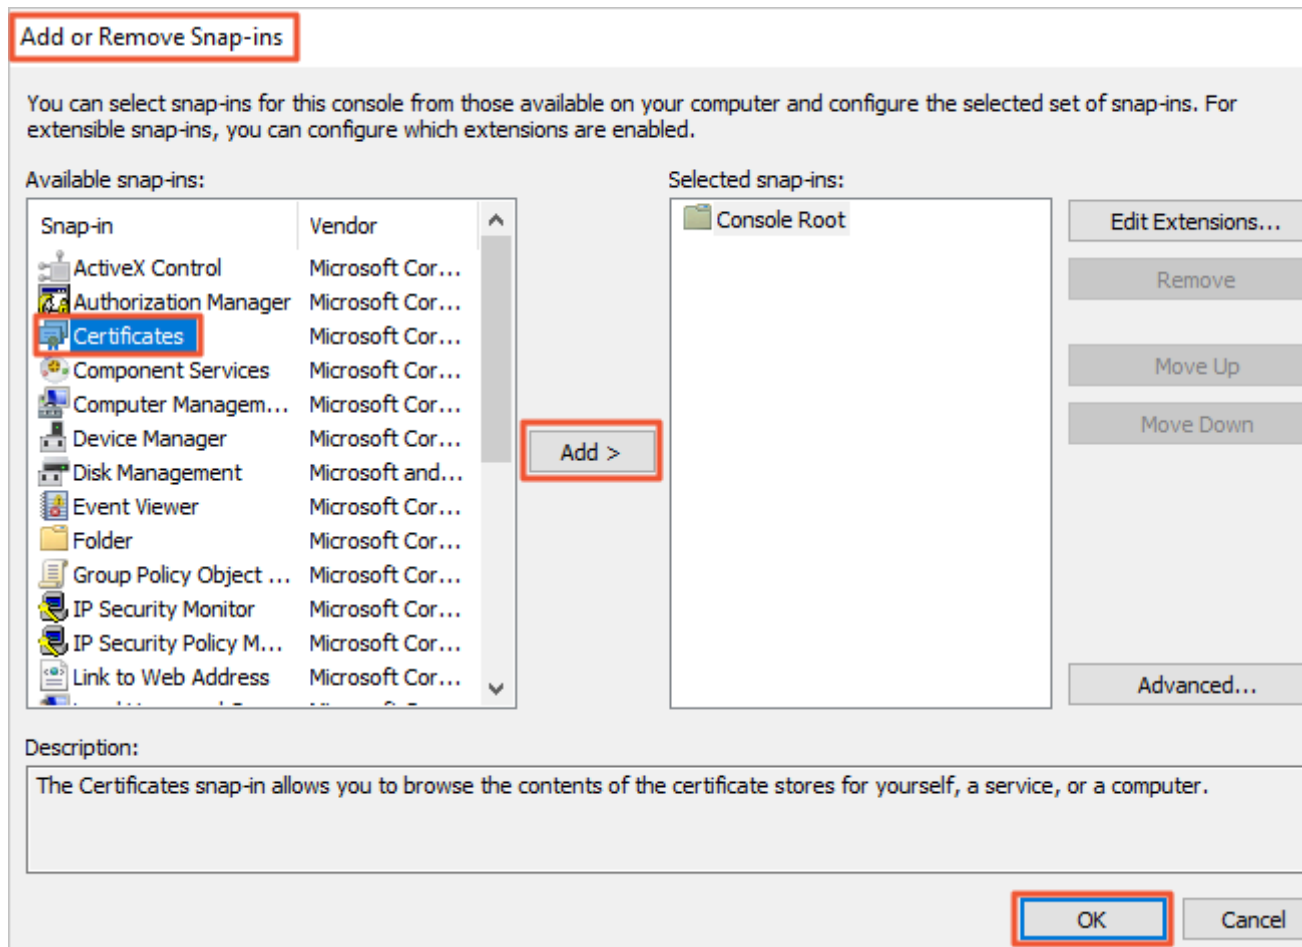 Add or Remove Snap-ins
You can select snap-ins for this console from those available on your computer and configure the selected set of snap-ins. For
extensible snap-ins, you can configure which extensions are enabled.
Available snap-ins:
Snap-in Vendor
ActiveX Control Microsoft Cor...
Authorization Manager Microsoft Cor...
Certificates Microsoft Cor...
Component Services Microsoft Cor...
Computer Managem... Microsoft Cor...
Device Manager Microsoft Cor...
Disk Management Microsoft and...
Event Viewer Microsoft Cor...
Folder Microsoft Cor...
Group Policy Object ... Microsoft Cor...
IP Security Monitor Microsoft Cor...
IP Security Policy M... Microsoft Cor...
Link to Web Address Microsoft Cor...
Add >
Selected snap-ins:
Console Root
Edit Extensions...
Remove
Move Up
Move Down
Advanced...
Description:
The Certificates snap-in allows you to browse the contents of the certificate stores for yourself, a service, or a computer.
OK
Cancel